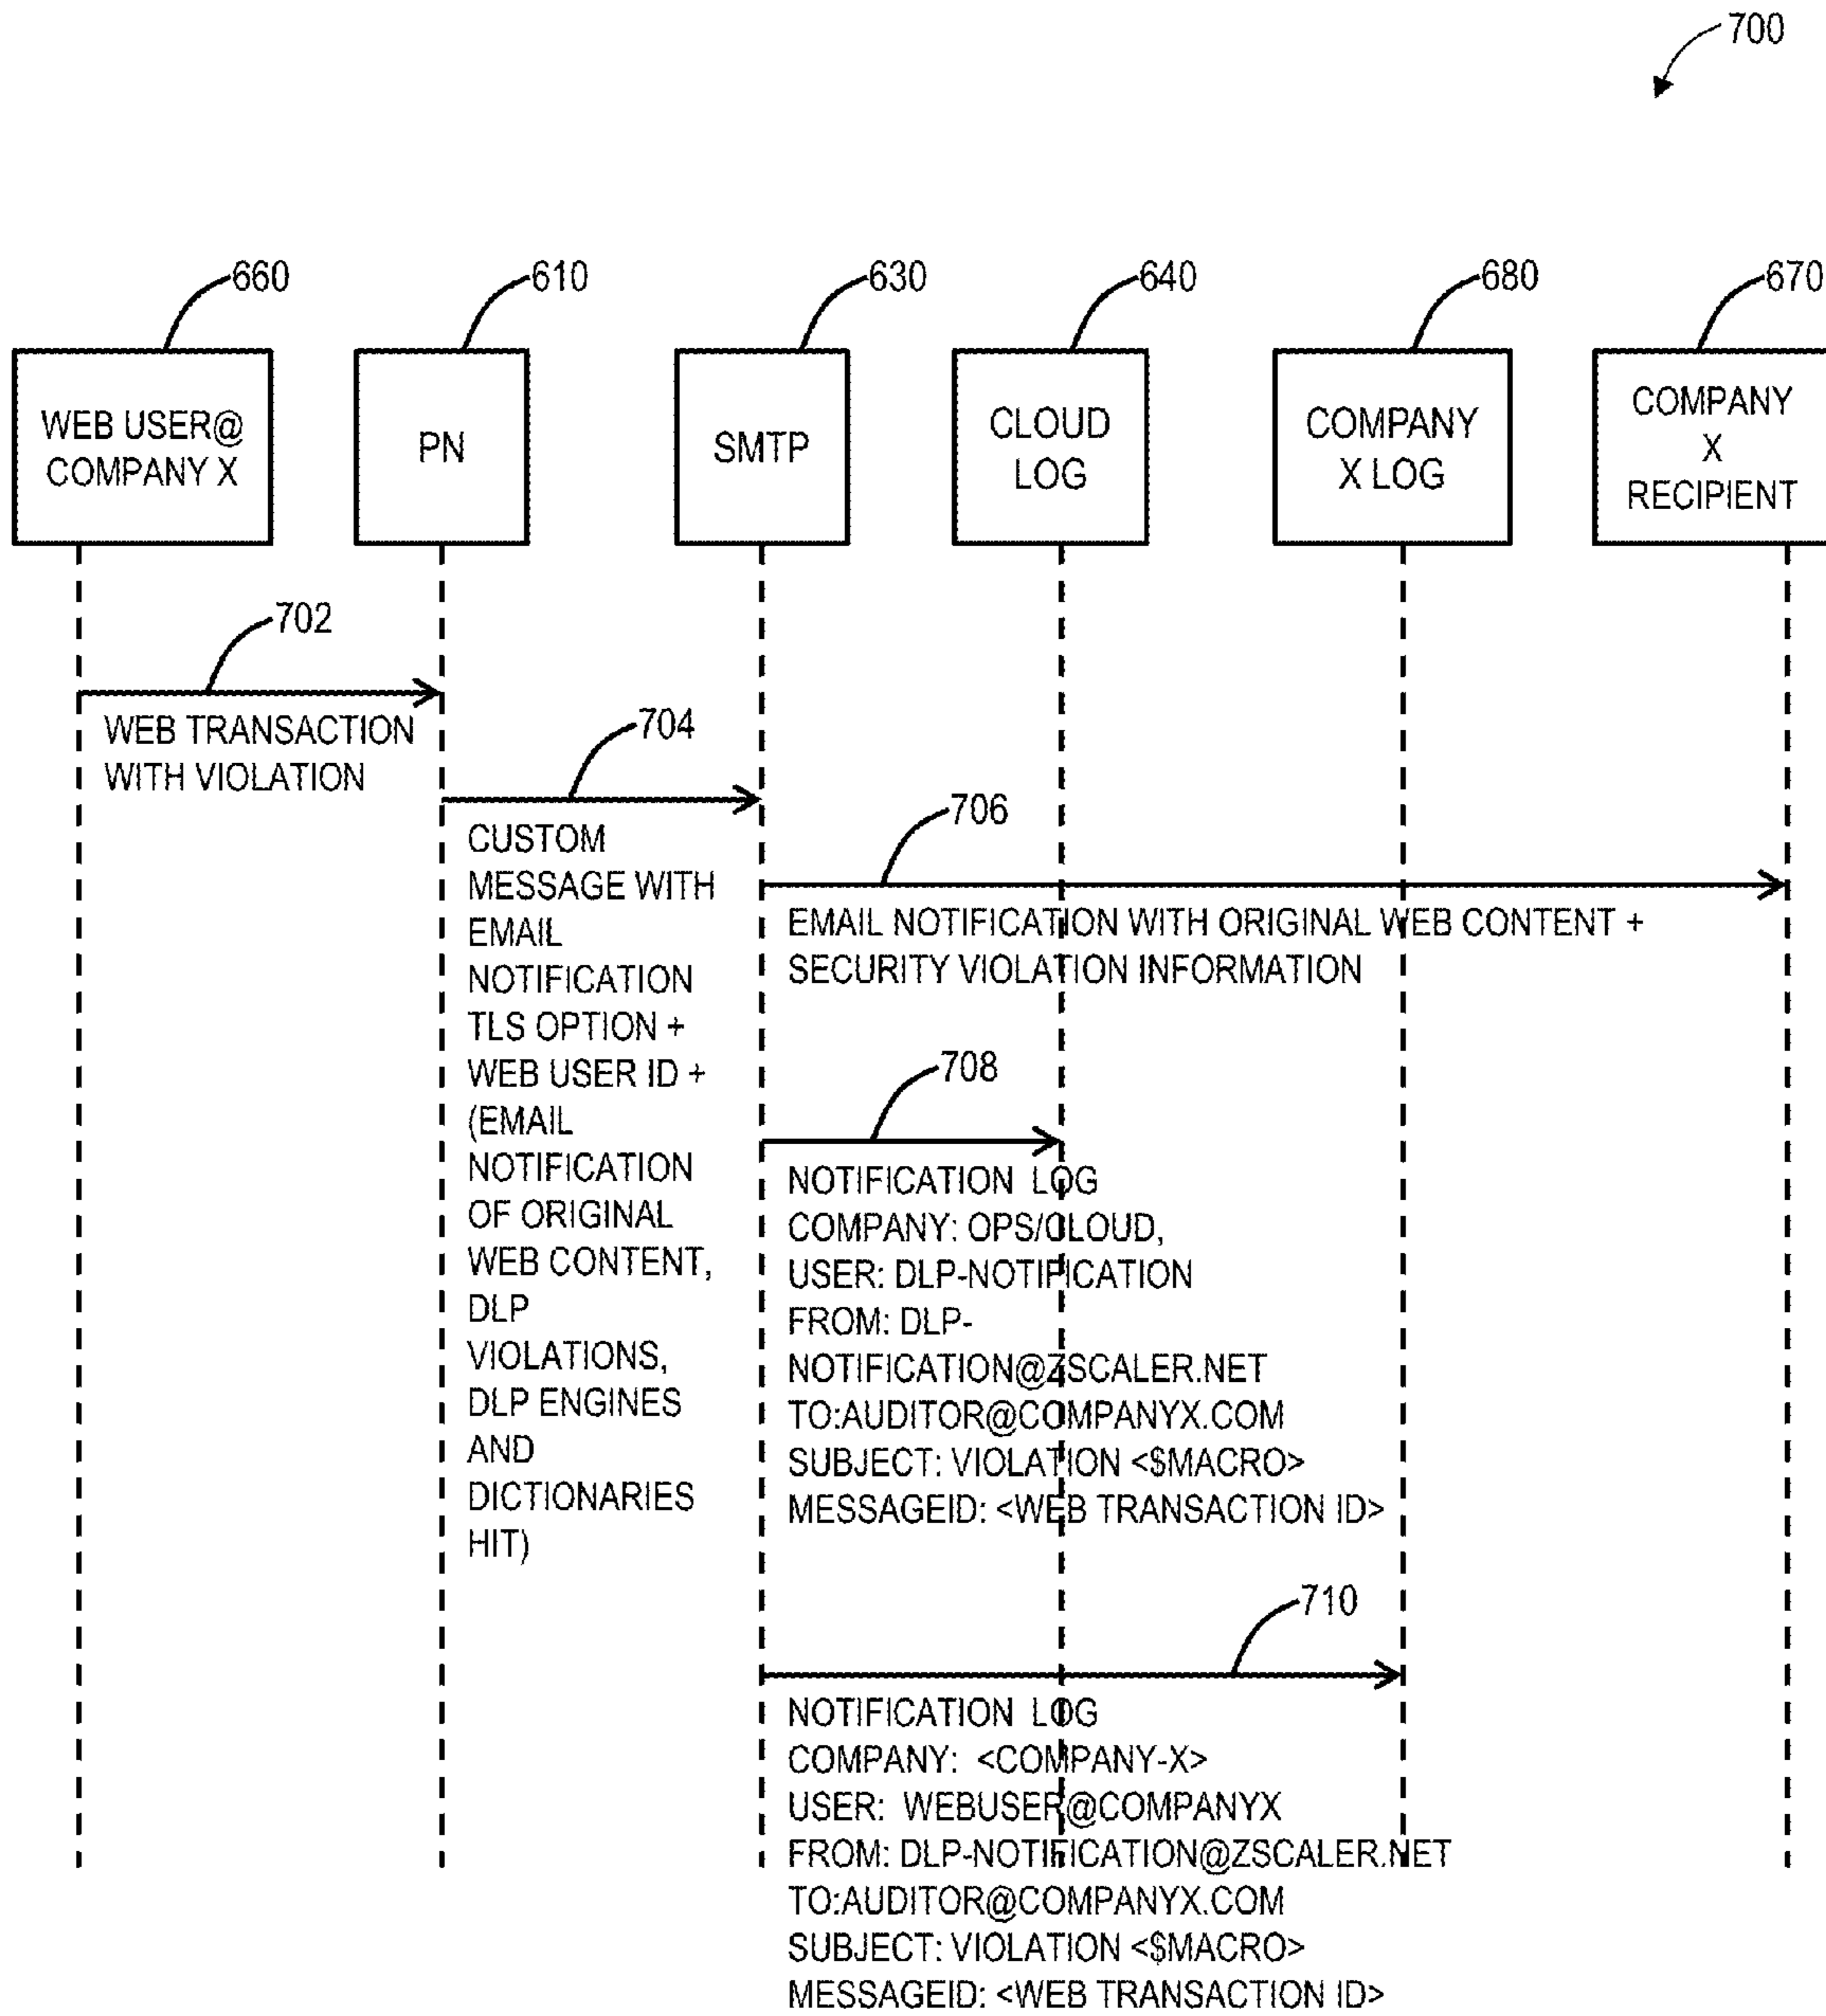 700
660
610
630
640
680
670
WEB USER@
COMPANY X
PN
SMTP
CLOUD
LOG
COMPANY
X LOG
COMPANY
X
RECIPIENT
702
WEB TRANSACTION
WITH VIOLATION
704
CUSTOM
MESSAGE WITH
EMAIL
NOTIFICATION
TLS OPTION +
WEB USER ID +
(EMAIL
NOTIFICATION
OF ORIGINAL
WEB CONTENT,
DLP
VIOLATIONS,
DLP ENGINES
AND
DICTIONARIES
HIT)
706
EMAIL NOTIFICATION WITH ORIGINAL WEB CONTENT +
SECURITY VIOLATION INFORMATION
708
NOTIFICATION LOG
COMPANY: OPS/CLOUD,
USER: DLP-NOTIFICATION
FROM: DLP-
NOTIFICATION@ZSCALER.NET
TO:AUDITOR@COMPANYX.COM
SUBJECT: VIOLATION <$MACRO>
MESSAGEID: <WEB TRANSACTION ID>
710
NOTIFICATION LOG
COMPANY: <COMPANY-X>
USER: WEBUSER@COMPANYX
FROM: DLP-NOTIFICATION@ZSCALER.NET
TO:AUDITOR@COMPANYX.COM
SUBJECT: VIOLATION <$MACRO>
MESSAGEID: <WEB TRANSACTION ID>